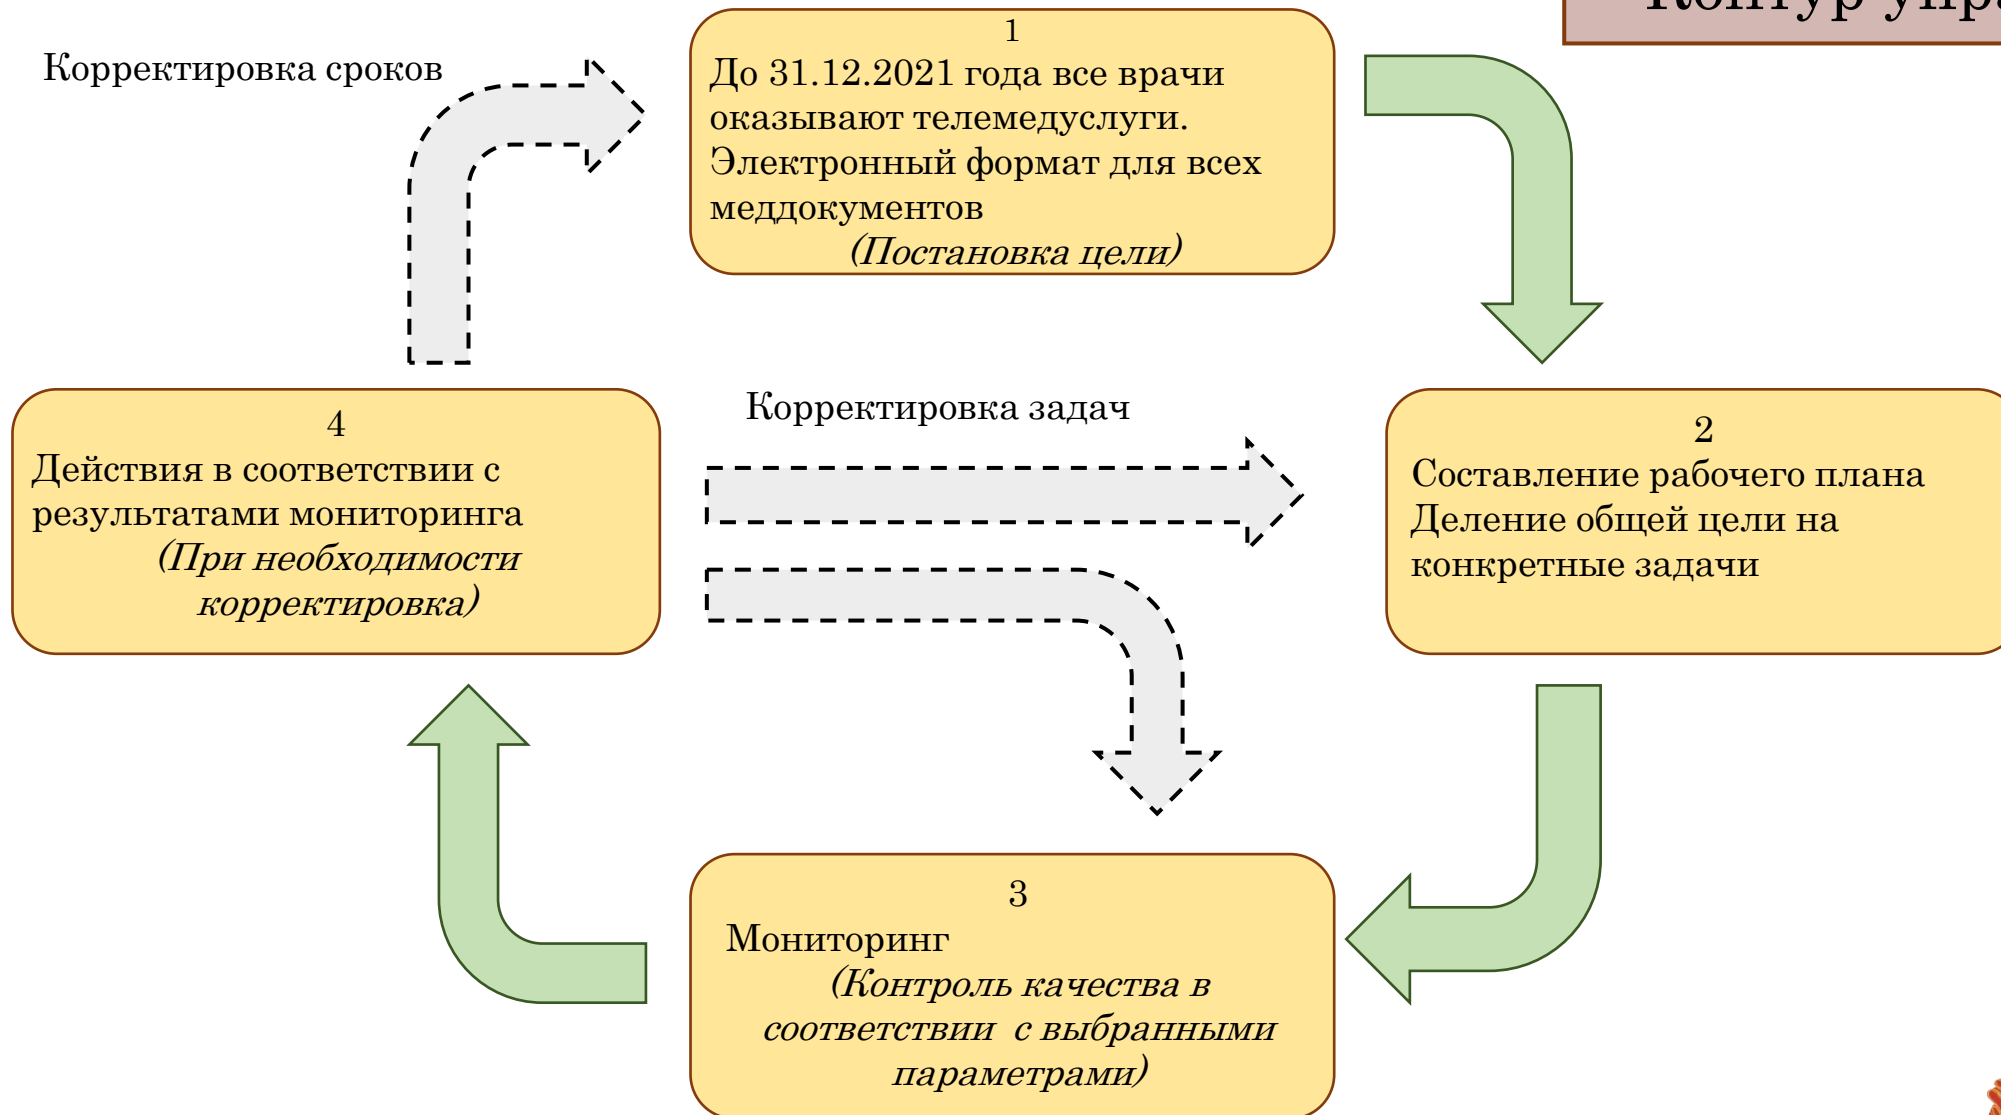 Контур упра
Корректировка сроков
1
До 31.12.2021 года все врачи
оказывают телемедуслуги.
Электронный формат для всех
меддокументов
(Постановка цели)
4
Действия в соответствии с
результатами мониторинга
(При необходимости
корректировка)
Корректировка задач
2
Составление рабочего плана
Деление общей цели на
конкретные задачи
3
Мониторинг
(Контроль качества в
соответствии с выбранными
параметрами)